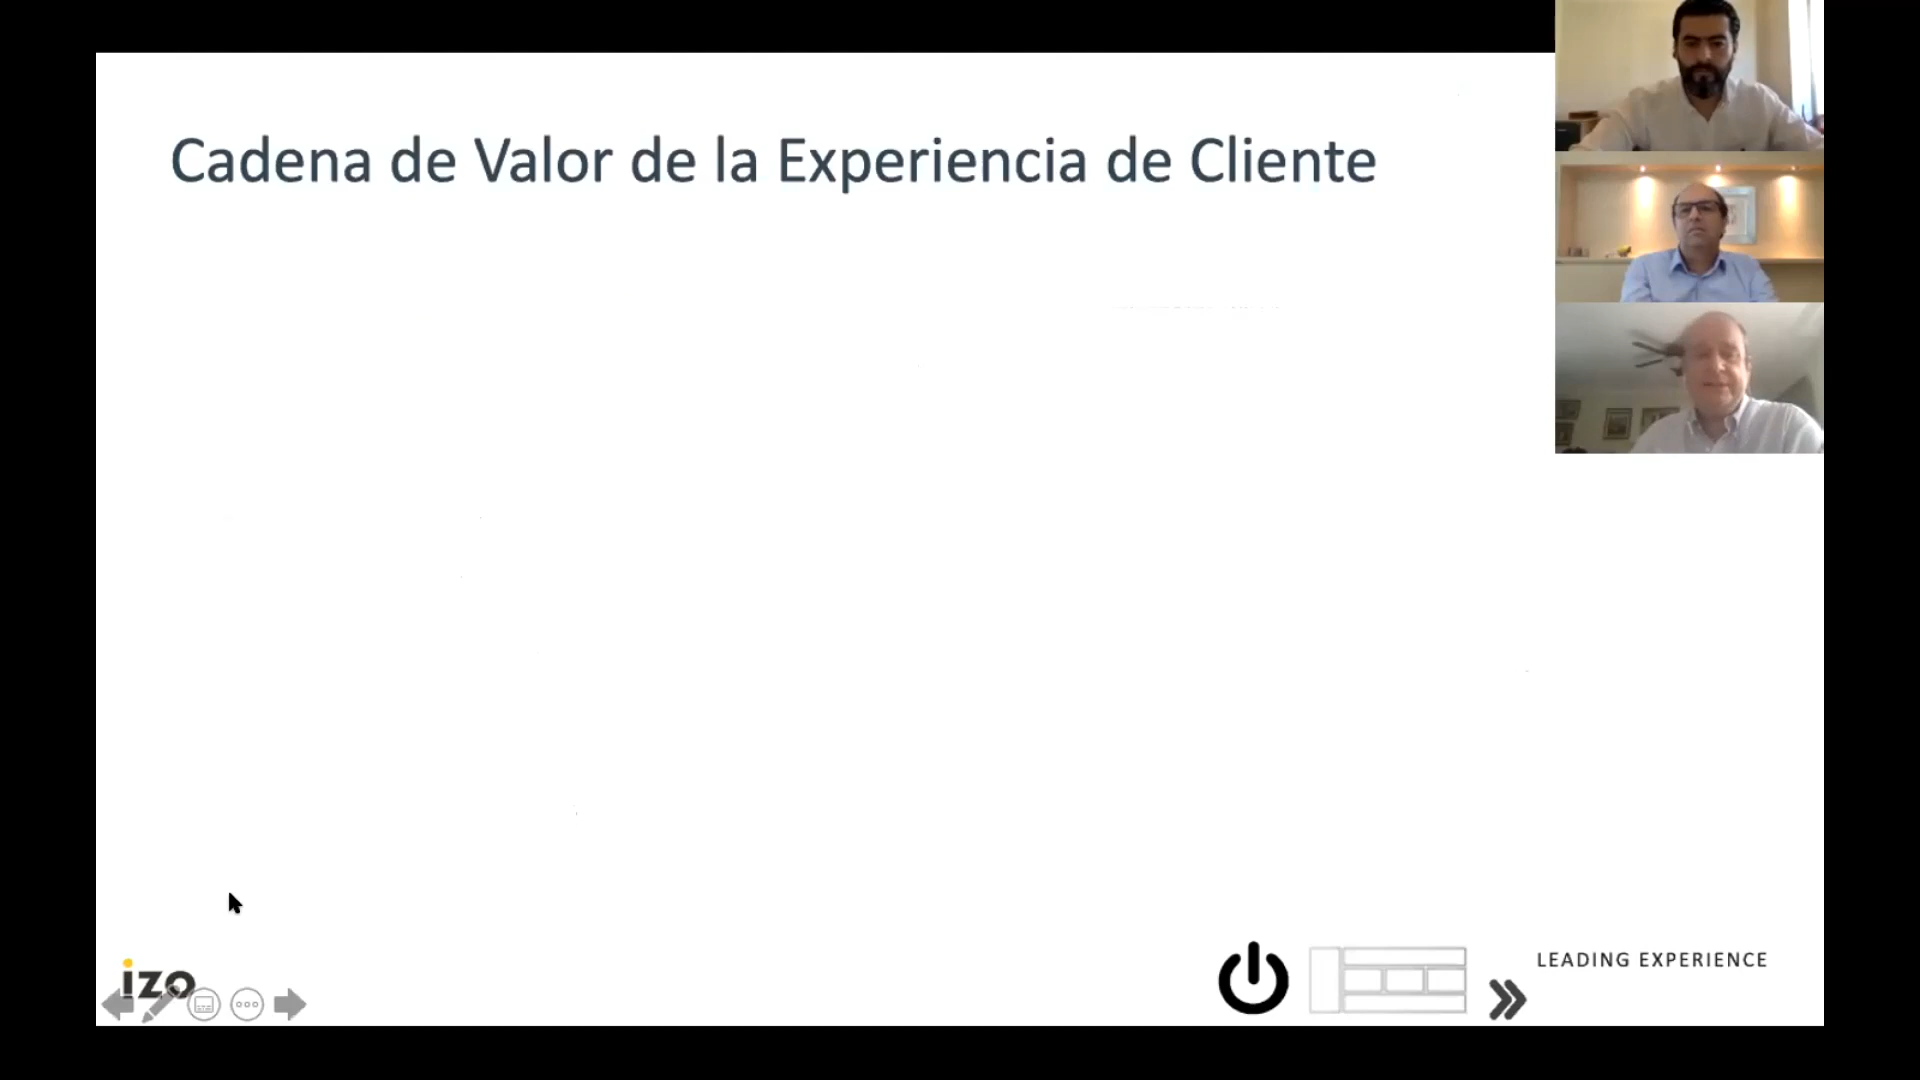 Cadena de Valor de la Experiencia de Cliente
izo
LEADING EXPERIENCE